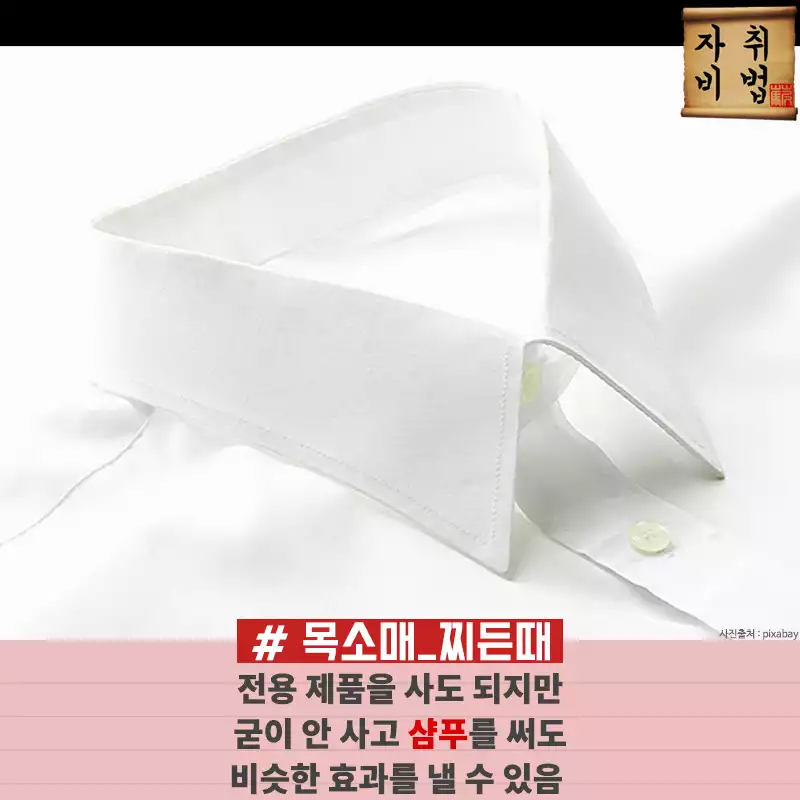 자취
비법
사진출처 : pixabay
# 목소매_찌든때
전용 제품을 사도 되지만
굳이 안 사고 샴푸를 써도
비슷한 효과를 낼 수 있음